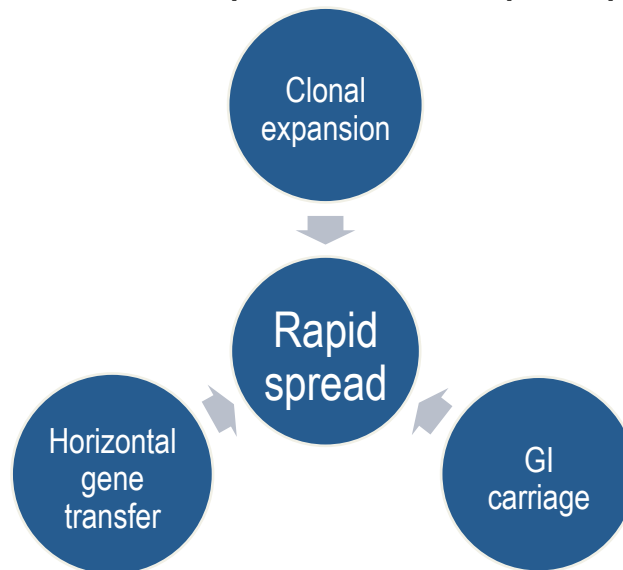 Clonal
expansion
Rapid
spread
Horizontal
gene
transfer
GI
carriage